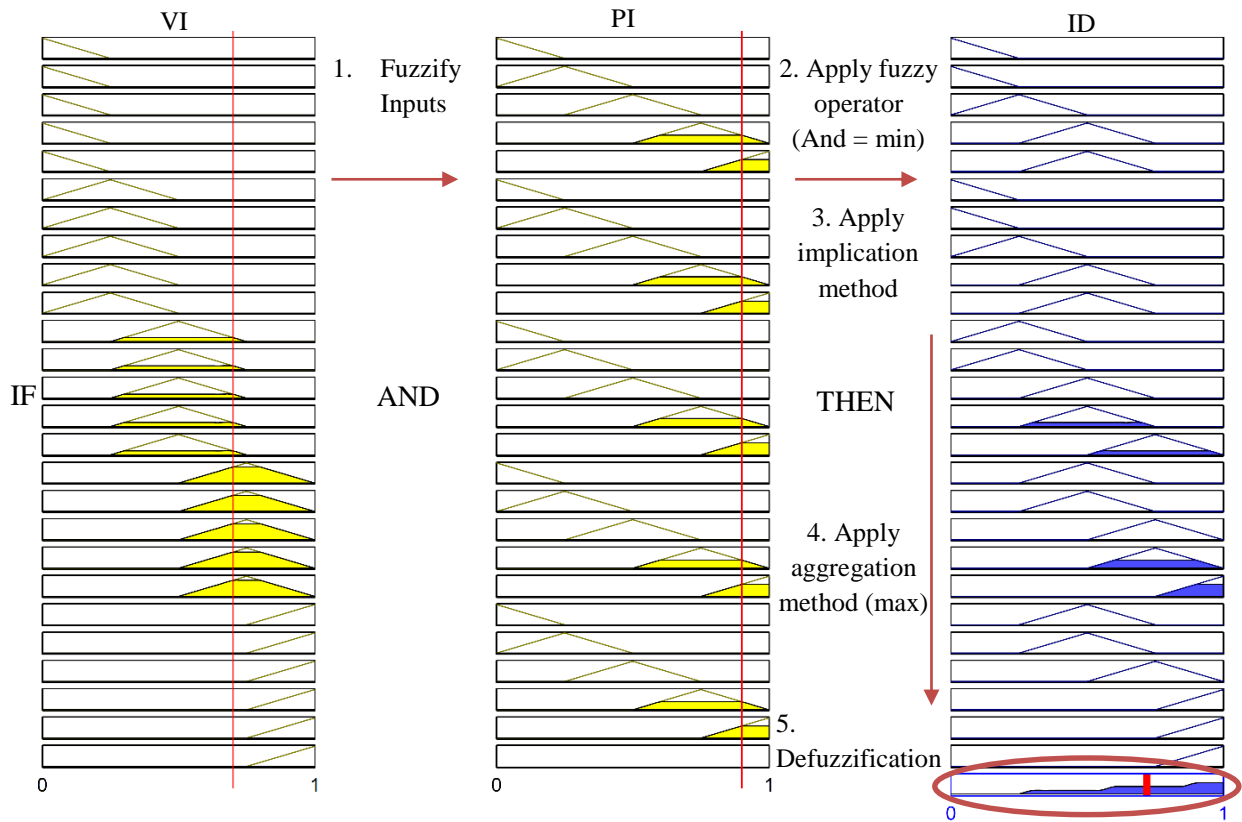 VI
PI
ID
1. Fuzzify
Inputs
2. Apply fuzzy
operator
(And = min)
3. Apply
implication
method
IF
AND
THEN
4. Apply
aggregation
method (max)
5.
Defuzzification
0 1
0 1
0 1